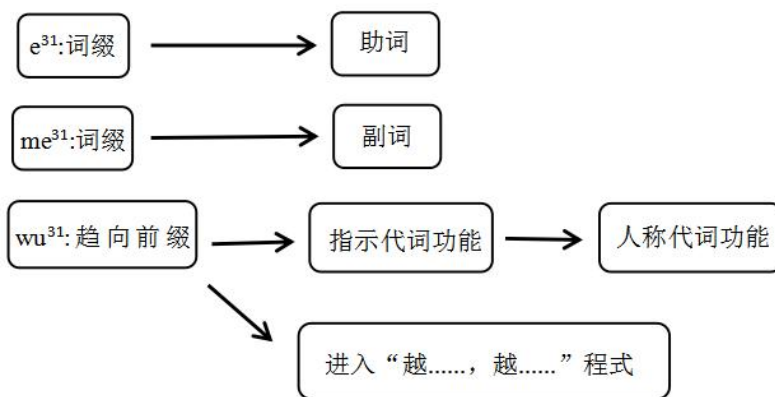 e³¹:词缀
助词
me³¹:词缀
副词
wu³¹:趋向前缀
指示代词功能
人称代词功能
进入“越……，越……”程式